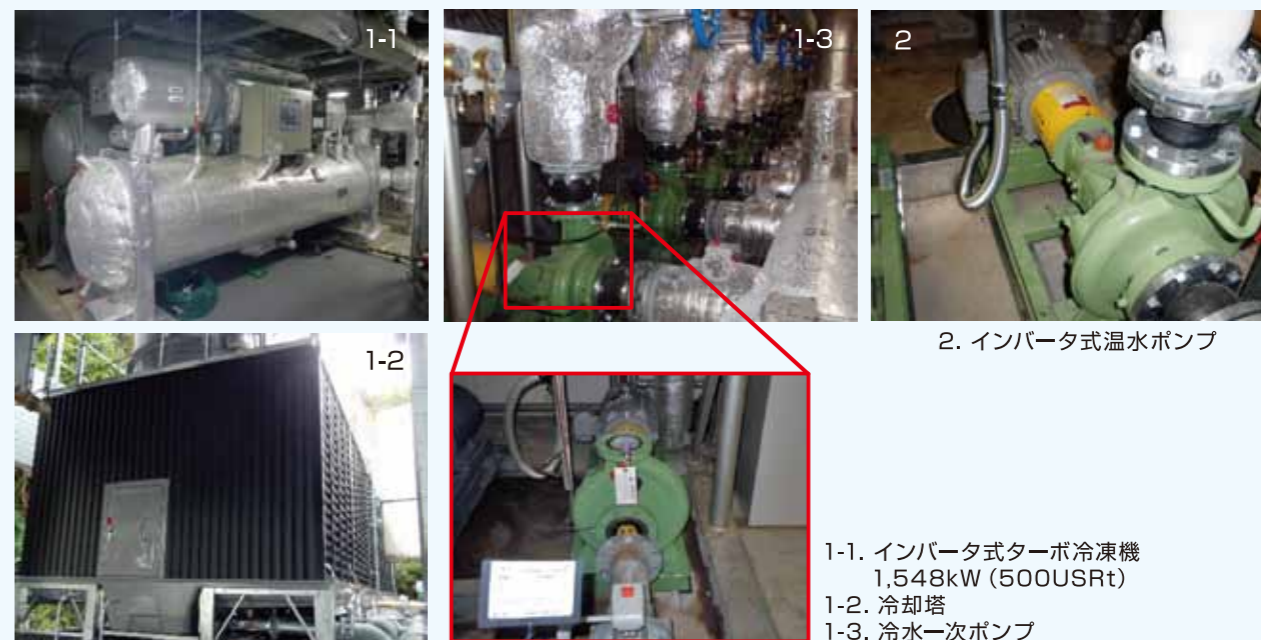 1-1
1-3
2
2. インバータ式温水ポンプ
1-2
1-1. インバータ式ターボ冷凍機
1,548kW (500USRt)
1-2. 冷却塔
1-3. 冷水一次ポンプ